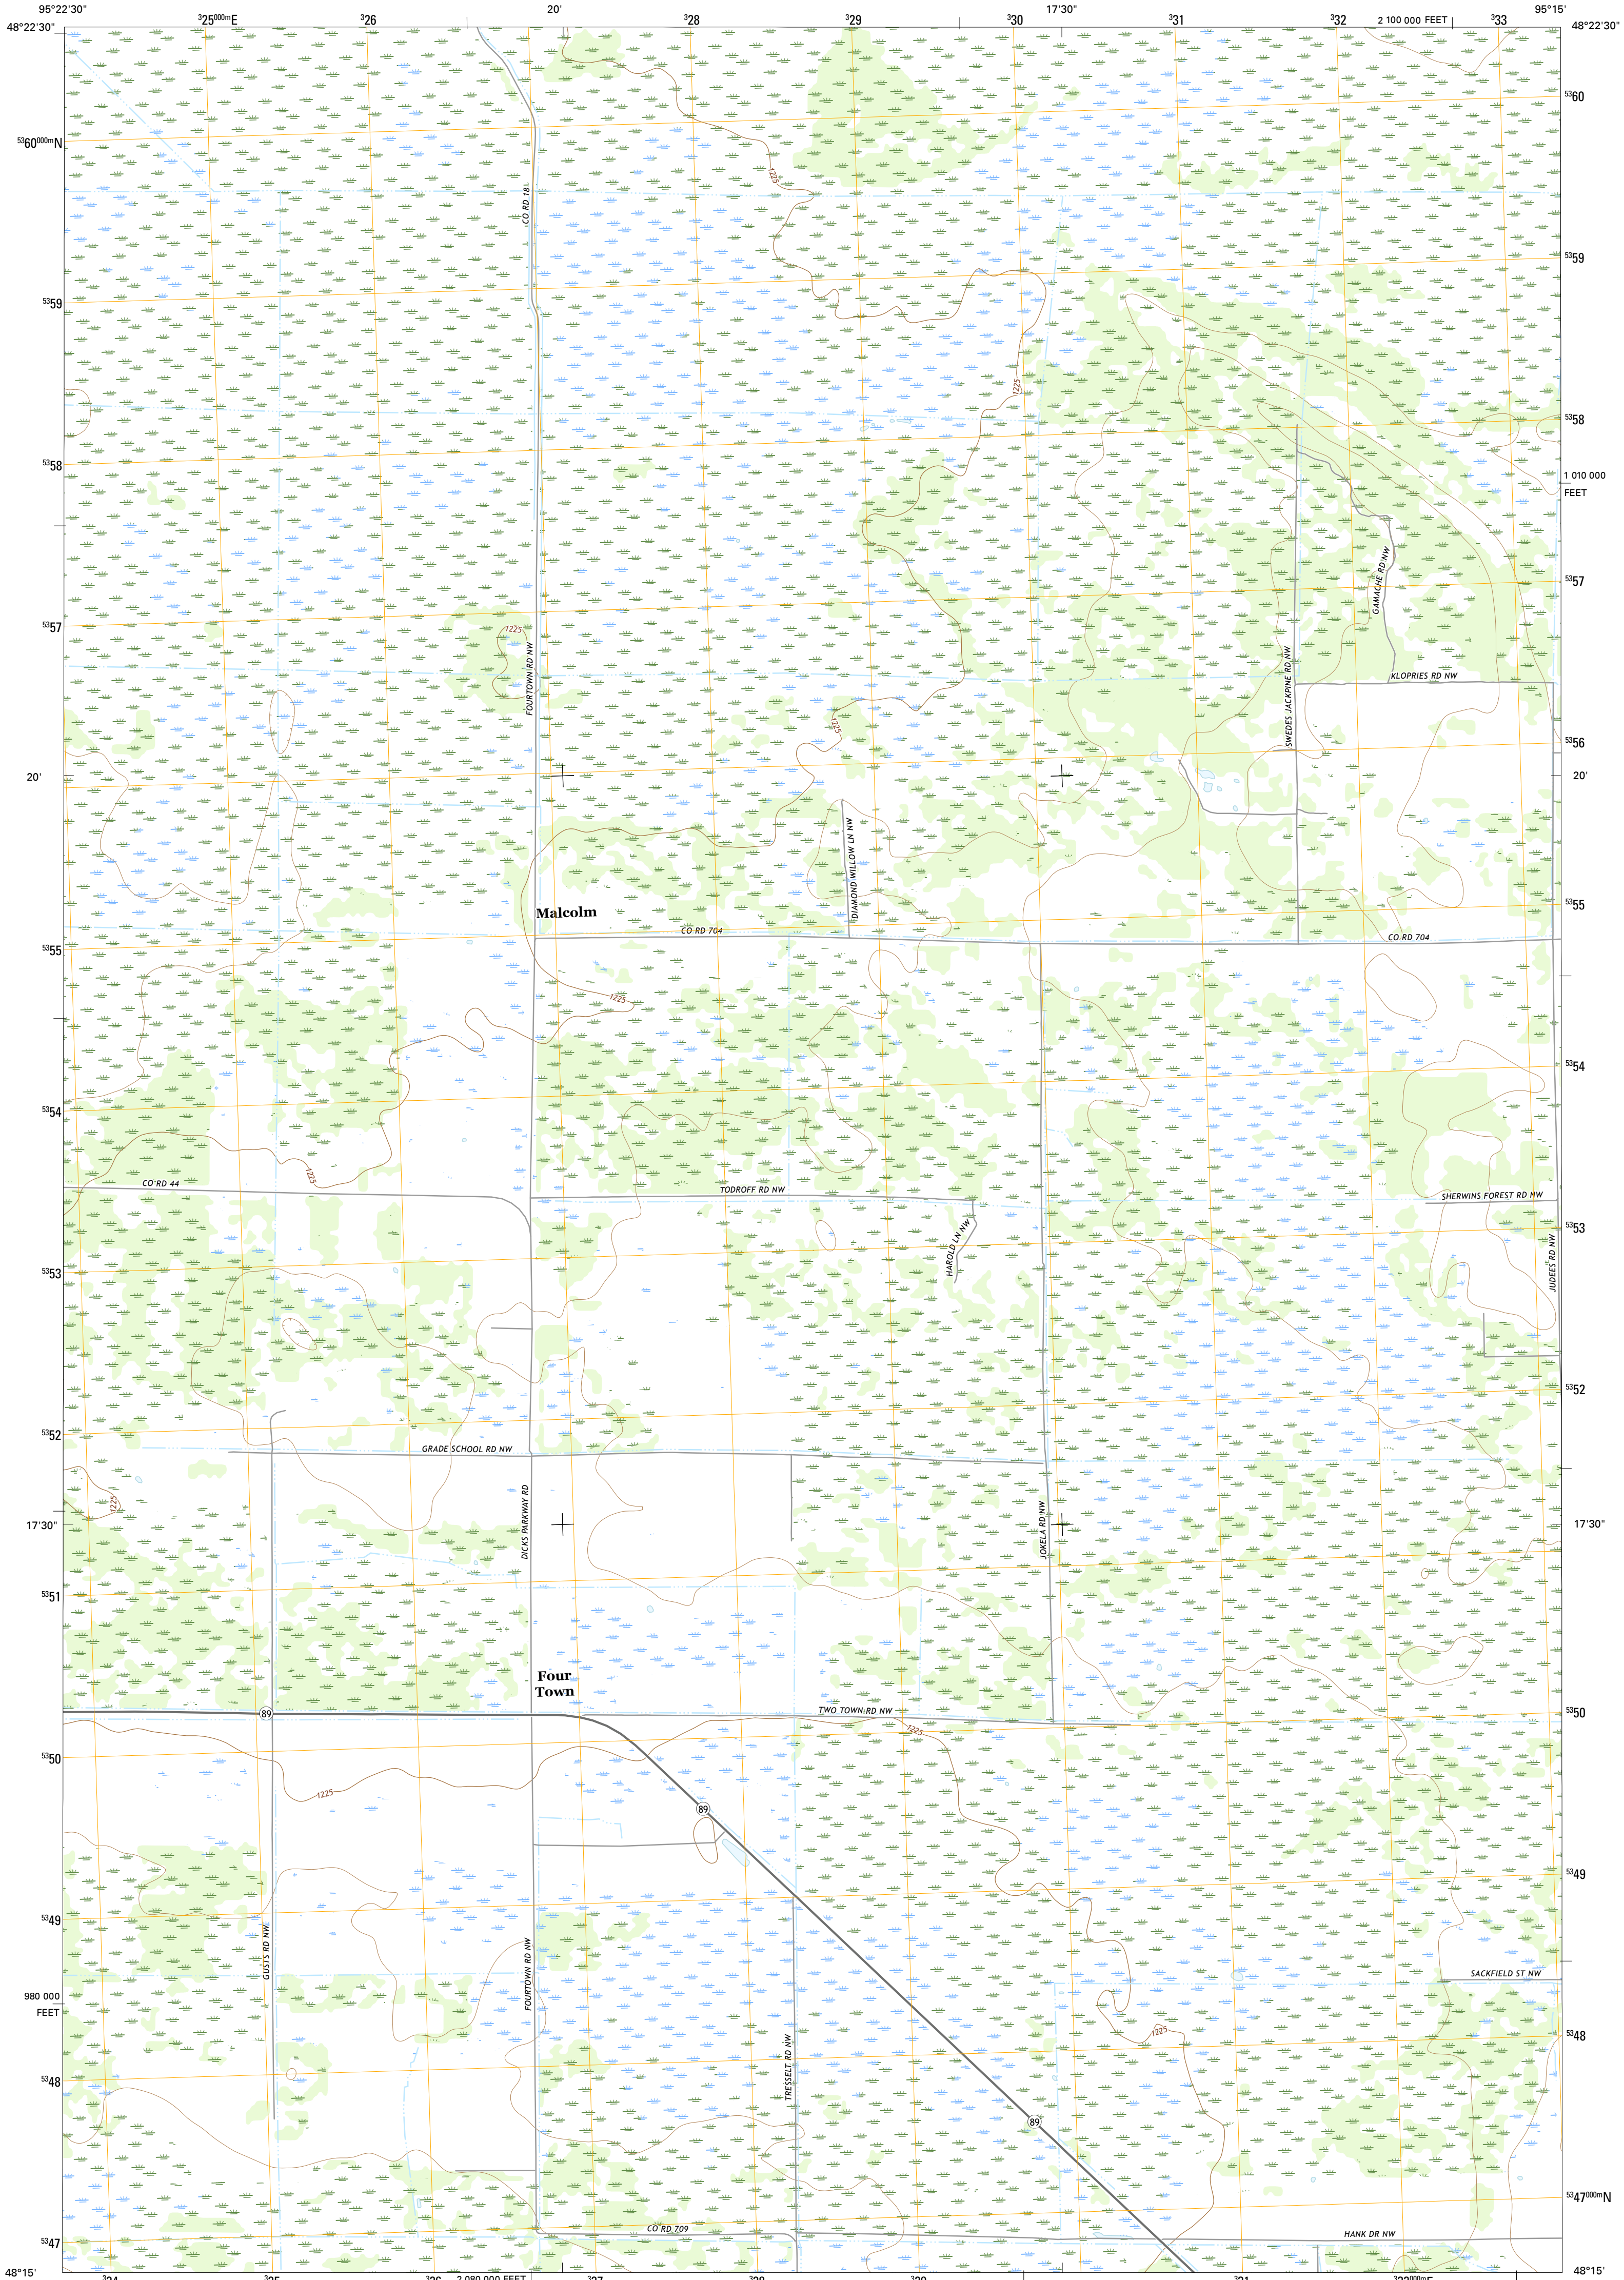 95°22'30"
³25⁰⁰⁰ᵐE
³26
20'
³28
³29
³30
17'30"
³31
³32
2 100 000 FEET
³33
95°15'
48°22'30"
48°22'30"
⁵³60
⁵³60⁰⁰⁰ᵐN
1225
CO RD 18
⁵³59
⁵³59
1225
⁵³58
⁵³58
1 010 000
FEET
GAMACHE RD NW
⁵³57
⁵³57
1225
FOURTOWN RD NW
SWEDES JACKPINE RD NW
KLOPRIES RD NW
1225
⁵³56
20'
20'
DIAMOND WILLOW LN NW
⁵³55
Malcolm
CO RD 704
CO RD 704
⁵³55
1225
⁵³54
⁵³54
1225
CO RD 44
TODROFF RD NW
SHERWINS FOREST RD NW
⁵³53
HAROLD LN NW
JUDEES RD NW
⁵³53
⁵³52
⁵³52
GRADE SCHOOL RD NW
1225
DICKS PARKWAY RD
JOKELA RD NW
17'30"
17'30"
⁵³51
Four
Town
89
TWO TOWN RD NW
⁵³50
1225
⁵³50
1225
89
⁵³49
⁵³49
GUSTS RD NW
FOURTOWN RD NW
SACKFIELD ST NW
980 000
FEET
1225
⁵³48
TRESSELT RD NW
⁵³48
89
⁵³47⁰⁰⁰ᵐN
CO RD 709
HANK DR NW
⁵³47
48°15'
48°15'
2 080 000 FEET